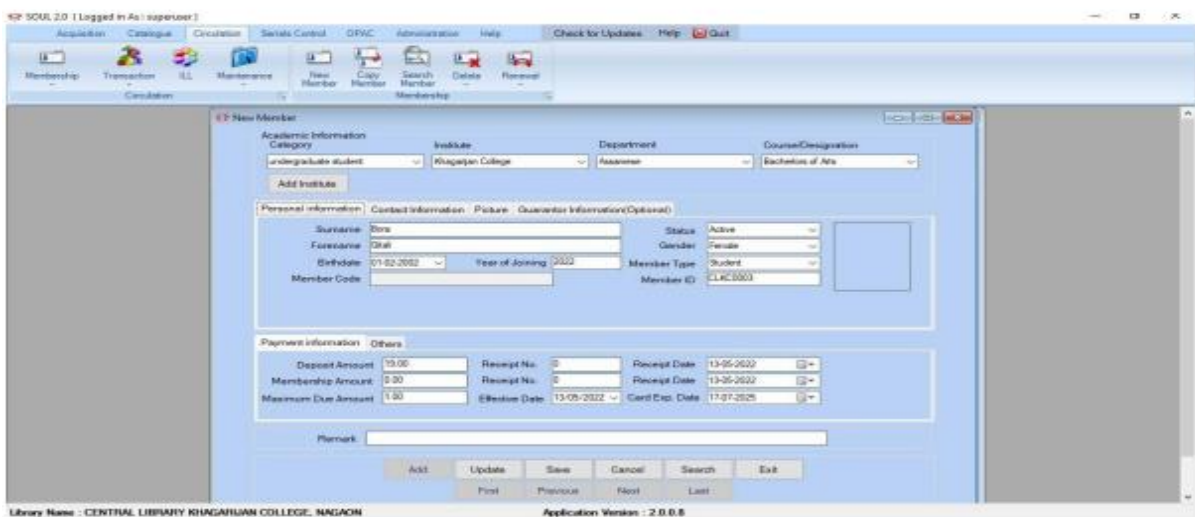 SOUL 2.0 [ Logged in As : superuser ]
Acquisition Catalogue Circulation Serials Control OPAC Administration Help Check for Updates Help Quit
Membership Transaction ILL Maintenance New Member Copy Member Search Member Delete Renewal
Circulation Membership
New Member
Academic Information
Category Institute Department Course/Designation
undergraduate student Khagarijan College Assamese Bachelors of Arts
Add Institute
Personal information Contact Information Picture Guarantor Information(Optional)
Surname Bora Status Active
Forename Gitali Gender Female
Birthdate 01-02-2002 Year of Joining 2022 Member Type Student
Member Code Member ID CLKC0003
Payment information Others
Deposit Amount 19.00 Receipt No. 0 Receipt Date 13-05-2022
Membership Amount 0.00 Receipt No. 0 Receipt Date 13-05-2022
Maximum Due Amount 1.00 Effective Date 13/05/2022 Card Exp. Date 17-07-2025
Remark
Add Update Save Cancel Search Exit
First Previous Next Last
Library Name : CENTRAL LIBRARY KHAGARIJAN COLLEGE, NAGAON Application Version : 2.0.0.8